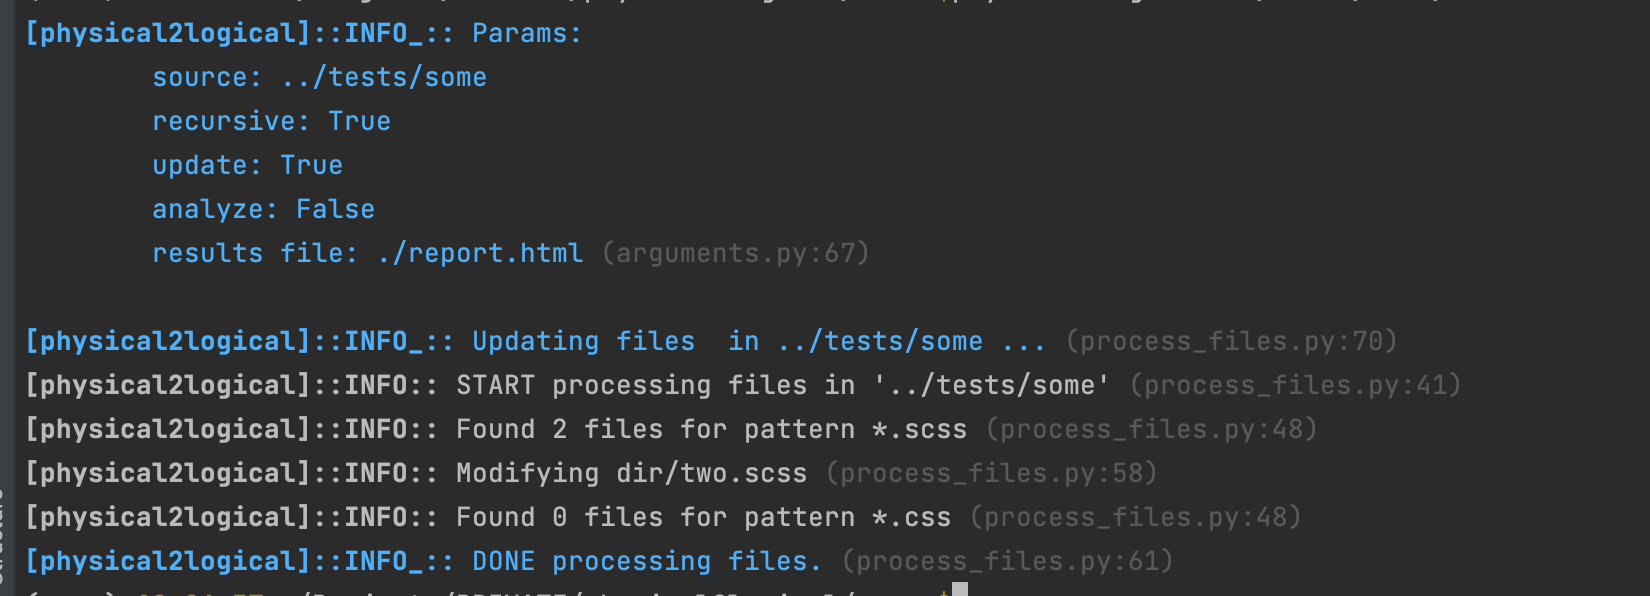 [physical2logical]::INFO_:: Params:
source: ../tests/some
recursive: True
update: True
analyze: False
results file: ./report.html (arguments.py:67)
[physical2logical]::INFO_:: Updating files  in ../tests/some ... (process_files.py:70)
[physical2logical]::INFO:: START processing files in '../tests/some' (process_files.py:41)
[physical2logical]::INFO:: Found 2 files for pattern *.scss (process_files.py:48)
[physical2logical]::INFO:: Modifying dir/two.scss (process_files.py:58)
[physical2logical]::INFO:: Found 0 files for pattern *.css (process_files.py:48)
[physical2logical]::INFO_:: DONE processing files. (process_files.py:61)